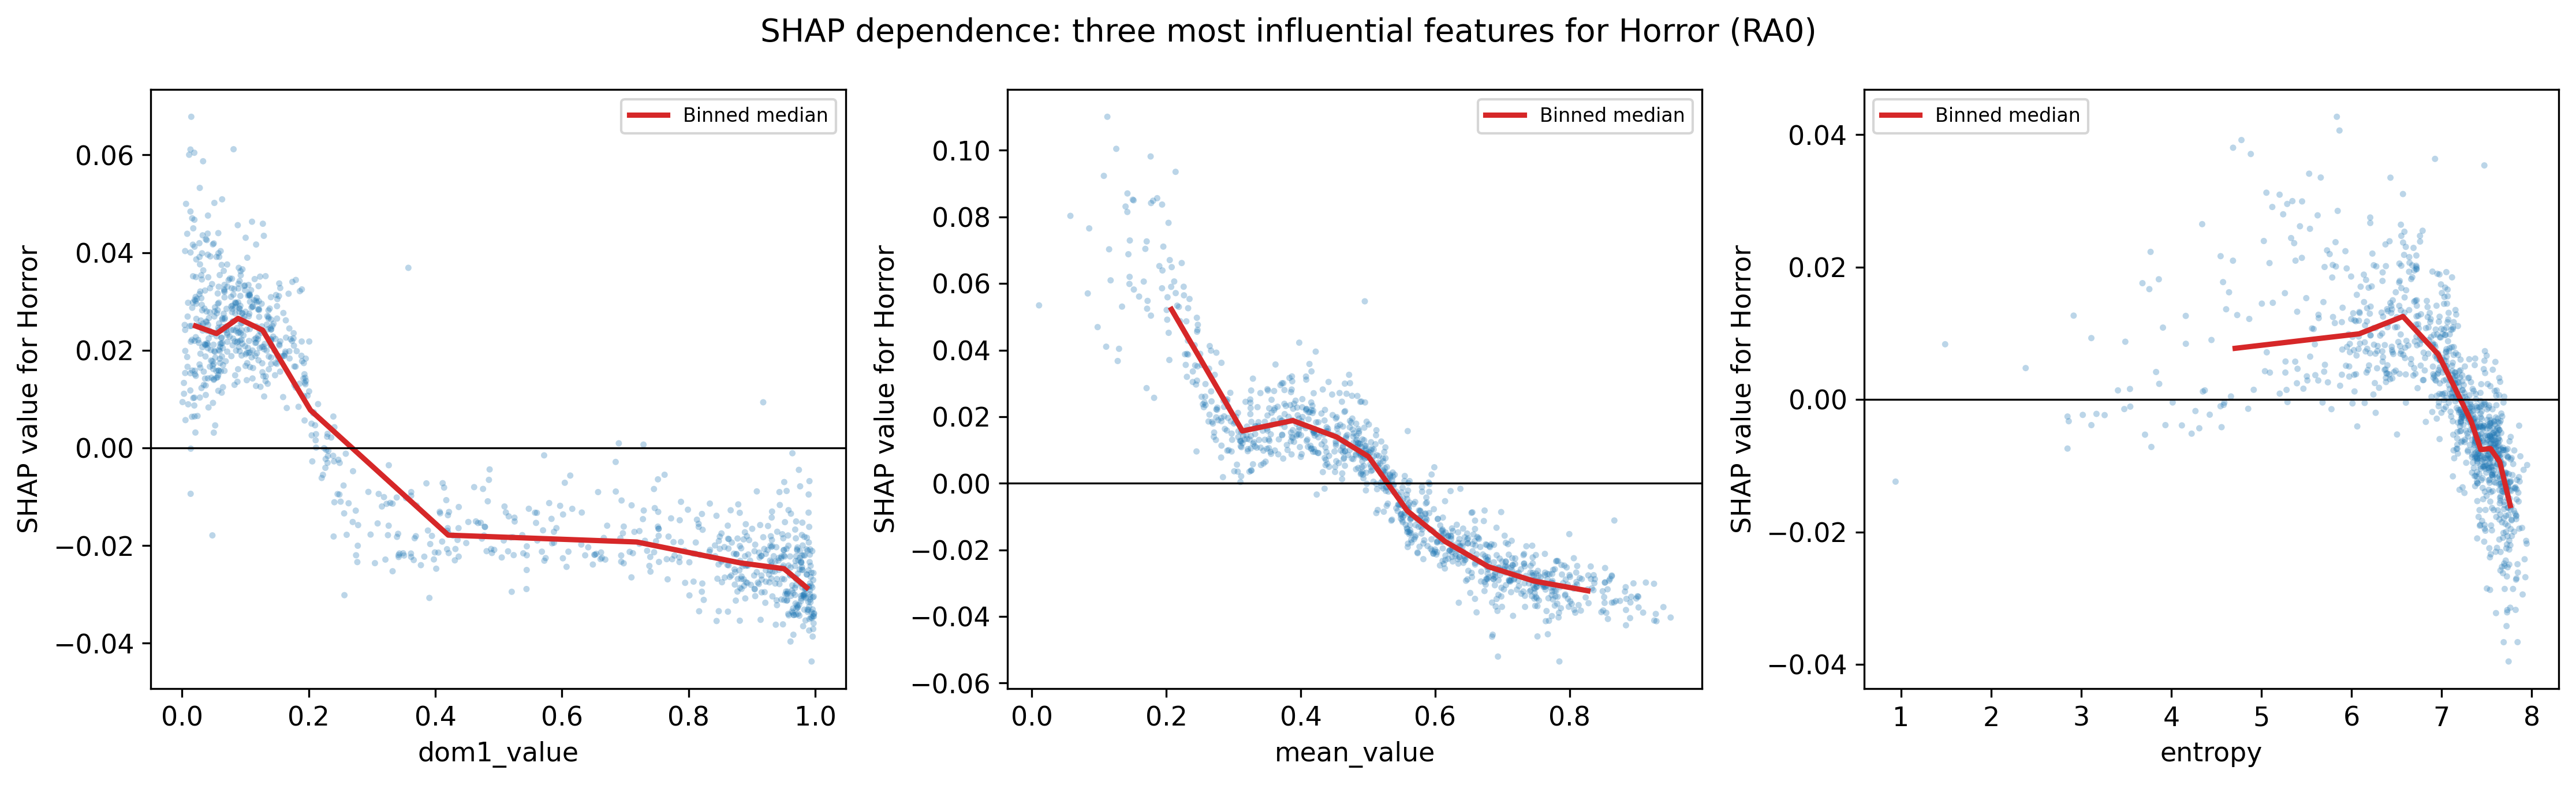 SHAP dependence: three most influential features for Horror (RA0)
SHAP value for Horror
0.06
0.04
0.02
0.00
−0.02
−0.04
Binned median
0.0 0.2 0.4 0.6 0.8 1.0
dom1_value
SHAP value for Horror
0.10
0.08
0.06
0.04
0.02
0.00
−0.02
−0.04
−0.06
Binned median
0.0 0.2 0.4 0.6 0.8
mean_value
SHAP value for Horror
0.04
0.02
0.00
−0.02
−0.04
Binned median
1 2 3 4 5 6 7 8
entropy